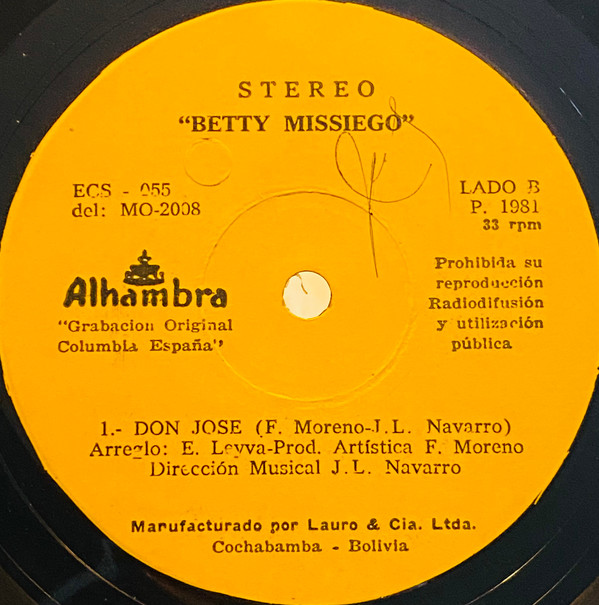 STEREO
"BETTY MISSIEGO"
ECS - 055
del: MO-2008
LADO B
P. 1981
33 rpm
Alhambra
"Grabacion Original
Columbia España"
Prohibida su
reproducción
Radiodifusión
y utilización
pública
1.- DON JOSE (F. Moreno-J.L. Navarro)
Arreglo: E. Leyva-Prod. Artística F. Moreno
Dirección Musical J.L. Navarro
Manufacturado por Lauro & Cia. Ltda.
Cochabamba - Bolivia